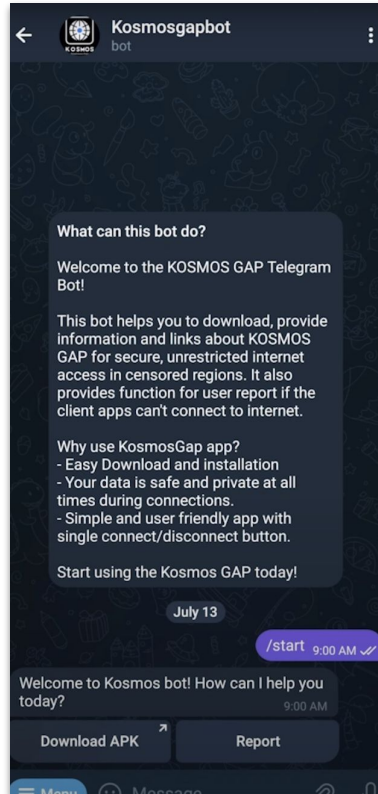 Kosmosgapbot
KOSMOS
bot
What can this bot do?
Welcome to the KOSMOS GAP Telegram
Bot!
This bot helps you to download, provide
information and links about KOSMOS
GAP for secure, unrestricted internet
access in censored regions. It also
provides function for user report if the
client apps can't connect to internet.
Why use KosmosGap app?
- Easy Download and installation
- Your data is safe and private at all
times during connections.
- Simple and user friendly app with
single connect/disconnect button.
Start using the Kosmos GAP today!
July 13
/start 9:00 AM
Welcome to Kosmos bot! How can I help you
today?
9:00 AM
Download APK
Report
Menu
Message